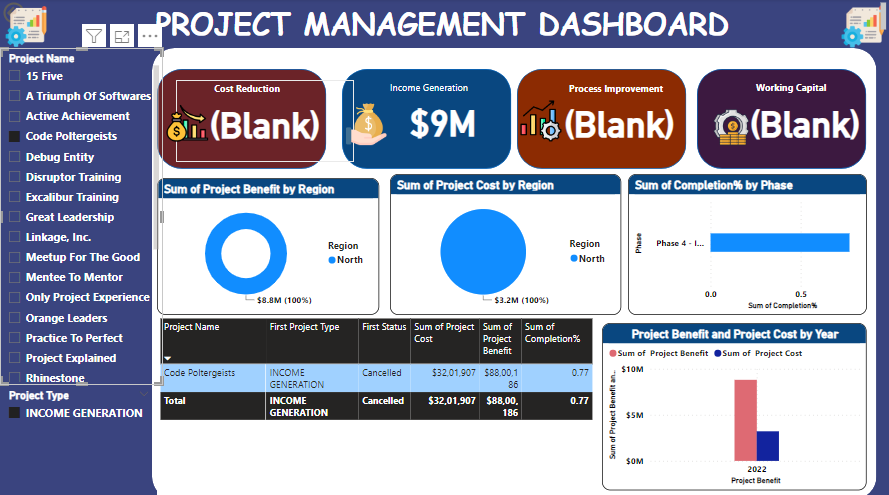 PROJECT MANAGEMENT DASHBOARD
Project Name
15 Five
A Triumph Of Softwares
Active Achievement
Code Poltergeists
Debug Entity
Disruptor Training
Excalibur Training
Great Leadership
Linkage, Inc.
Meetup For The Good
Mentee To Mentor
Only Project Experience
Orange Leaders
Practice To Perfect
Project Explained
Rhinestone
Project Type
INCOME GENERATION
Cost Reduction
(Blank)
Income Generation
$9M
Process Improvement
(Blank)
Working Capital
(Blank)
Sum of Project Benefit by Region
Region
North
$8.8M (100%)
Sum of Project Cost by Region
Region
North
$3.2M (100%)
Sum of Completion% by Phase
Phase
Phase 4 - I...
0.0 0.5
Sum of Completion%
Project Name First Project Type First Status Sum of Project Cost Sum of Project Benefit Sum of Completion%
Code Poltergeists INCOME GENERATION Cancelled $32,01,907 $88,00,186 0.77
Total INCOME GENERATION Cancelled $32,01,907 $88,00,186 0.77
Project Benefit and Project Cost by Year
Sum of Project Benefit Sum of Project Cost
Sum of Project Benefit an...
$10M
$5M
$0M
2022
Project Benefit